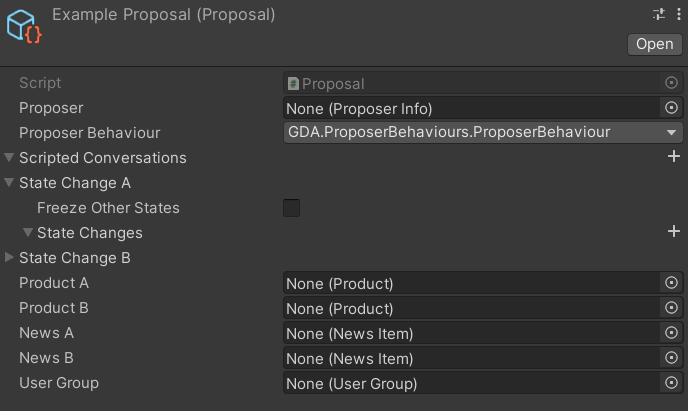 Example Proposal (Proposal)
Open
Script
Proposal
Proposer
None (Proposer Info)
Proposer Behaviour
GDA.ProposerBehaviours.ProposerBehaviour
Scripted Conversations
State Change A
Freeze Other States
State Changes
State Change B
Product A
None (Product)
Product B
None (Product)
News A
None (News Item)
News B
None (News Item)
User Group
None (User Group)